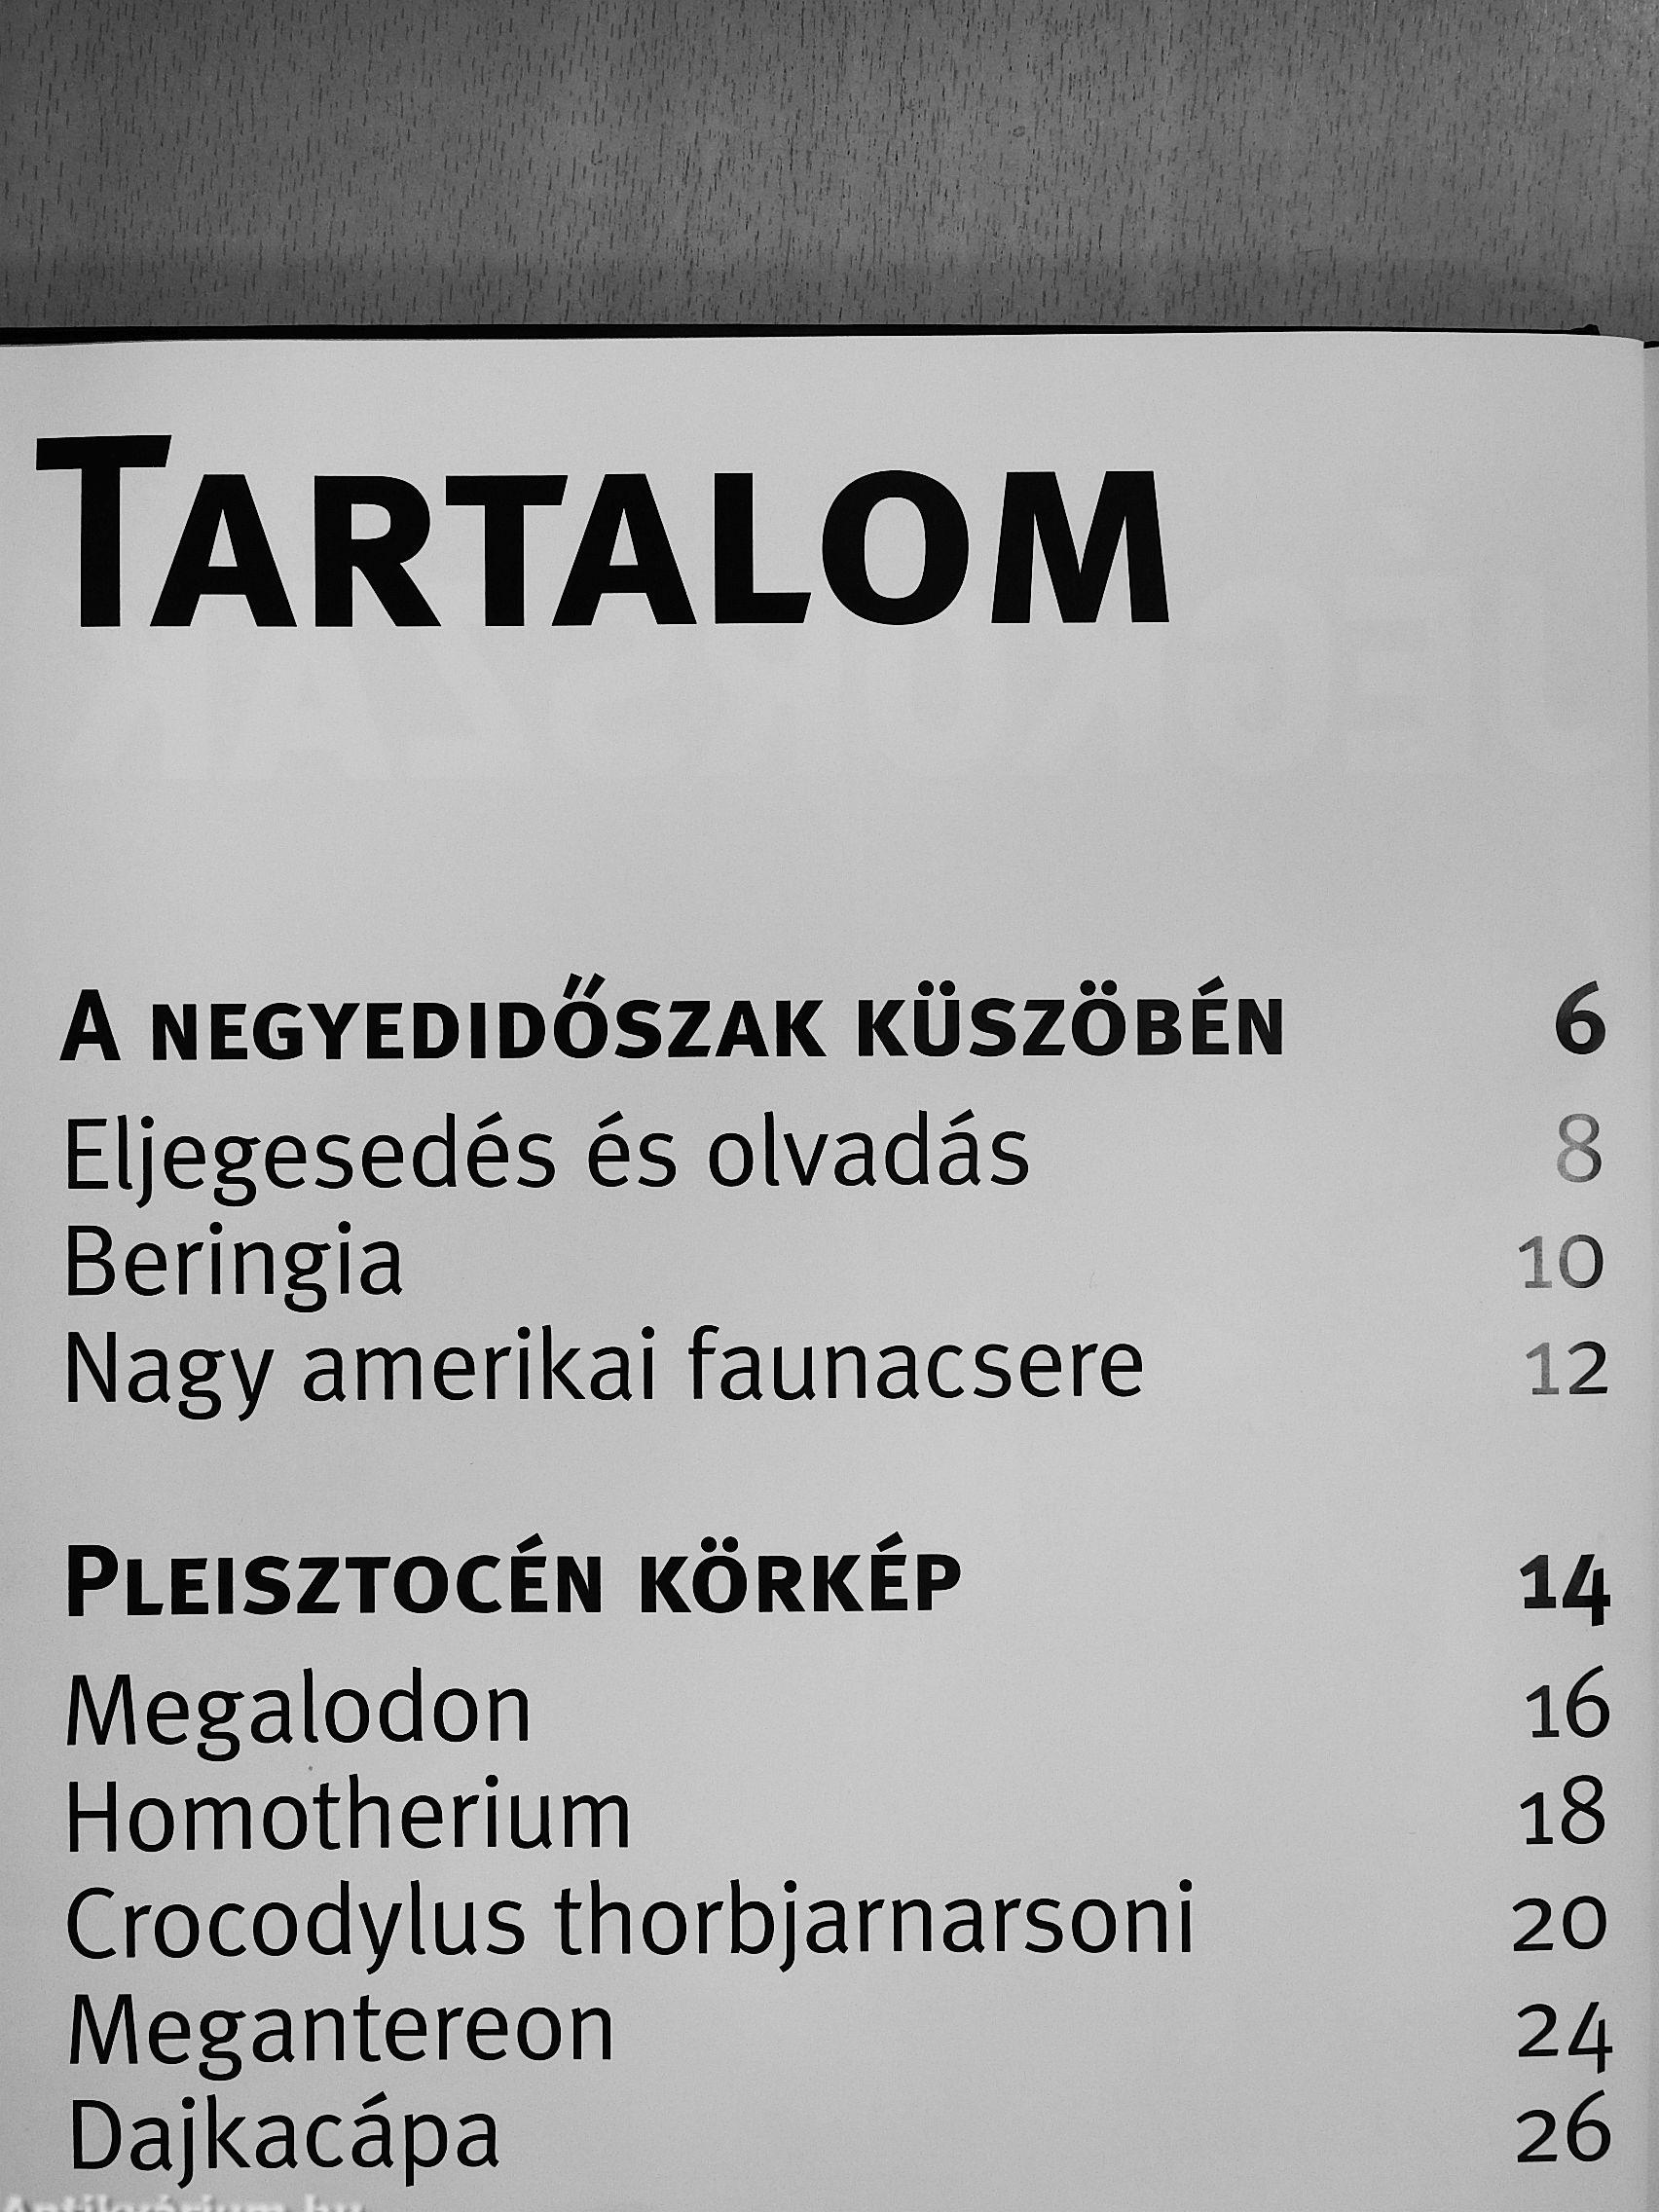 TARTALOM
A NEGYEDIDŐSZAK KÜSZÖBÉN 6
Eljegesedés és olvadás 8
Beringia 10
Nagy amerikai faunacsere 12
PLEISZTOCÉN KÖRKÉP 14
Megalodon 16
Homotherium 18
Crocodylus thorbjarnarsoni 20
Megantereon 24
Dajkacápa 26